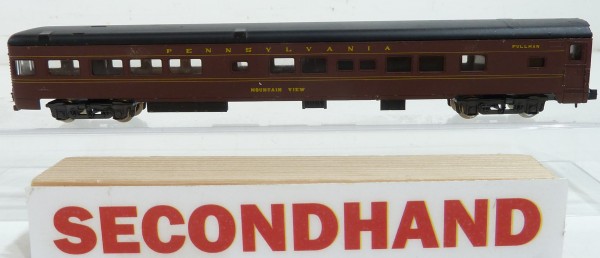 PENNSYLVANIA
PULLMAN
MOUNTAIN VIEW
SECONDHAND